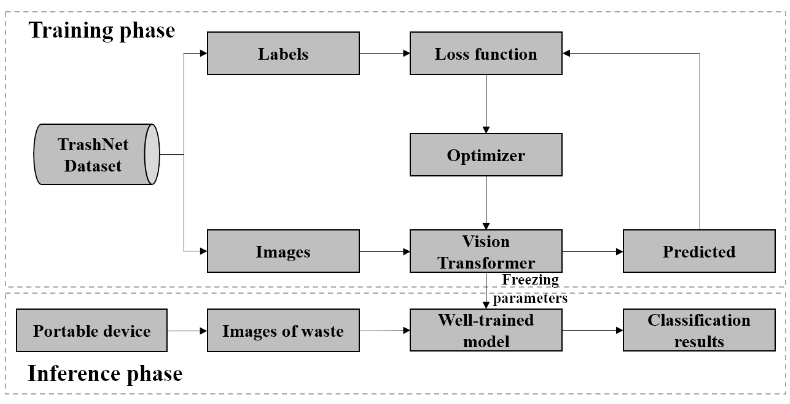 Training phase
Labels
Loss function
TrashNet
Dataset
Optimizer
Images
Vision
Transformer
Predicted
Freezing
parameters
Portable device
Images of waste
Well-trained
model
Classification
results
Inference phase